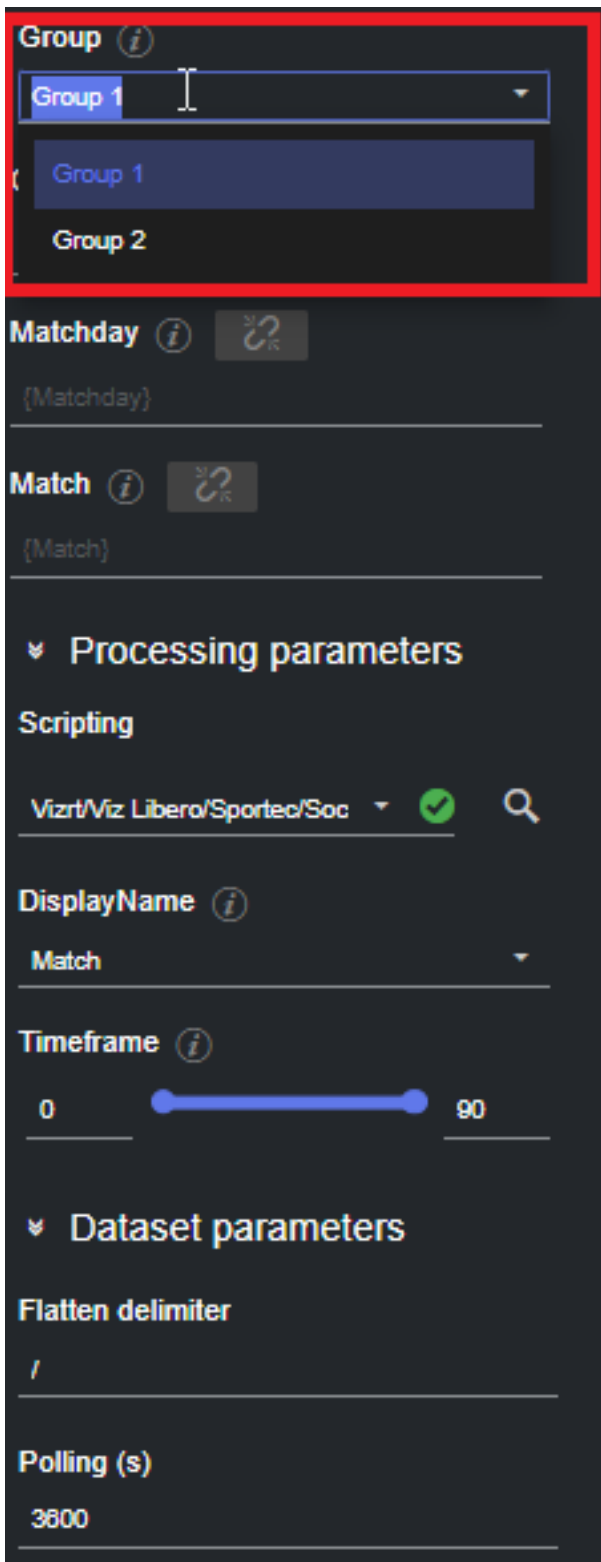 Group
Group 1
Group 1
Group 2
Matchday
{Matchday}
Match
{Match}
Processing parameters
Scripting
Vizrt/Viz Libero/Sportec/Soc
DisplayName
Match
Timeframe
0 90
Dataset parameters
Flatten delimiter
/
Polling (s)
3600